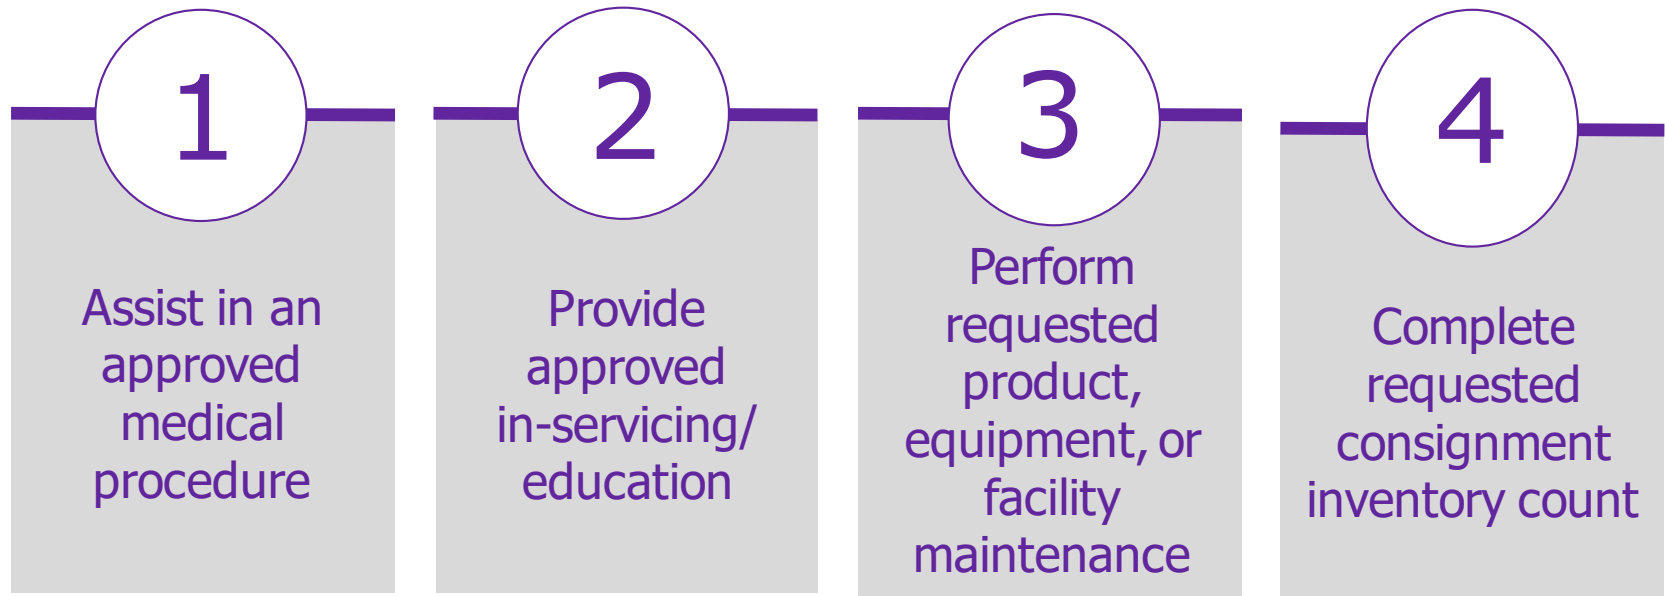 1
Assist in an
approved
medical
procedure
2
Provide
approved
in-servicing/
education
3
Perform
requested
product,
equipment, or
facility
maintenance
4
Complete
requested
consignment
inventory count